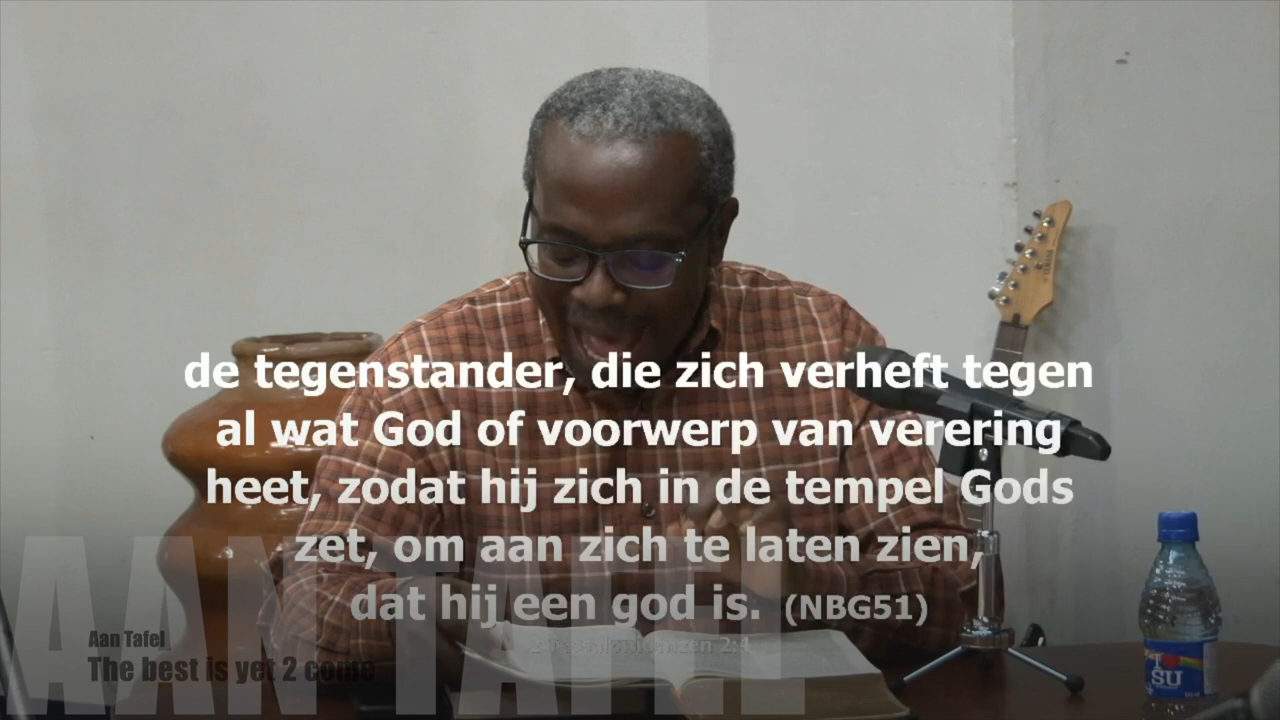 de tegenstander, die zich verheft tegen
al wat God of voorwerp van verering
heet, zodat hij zich in de tempel Gods
zet, om aan zich te laten zien,
dat hij een god is. (NBG51)
2 Tessalonicenzen 2:4
Aan Tafel
The best is yet 2 come
AAN TAFEL
YAMAHA
I
SU